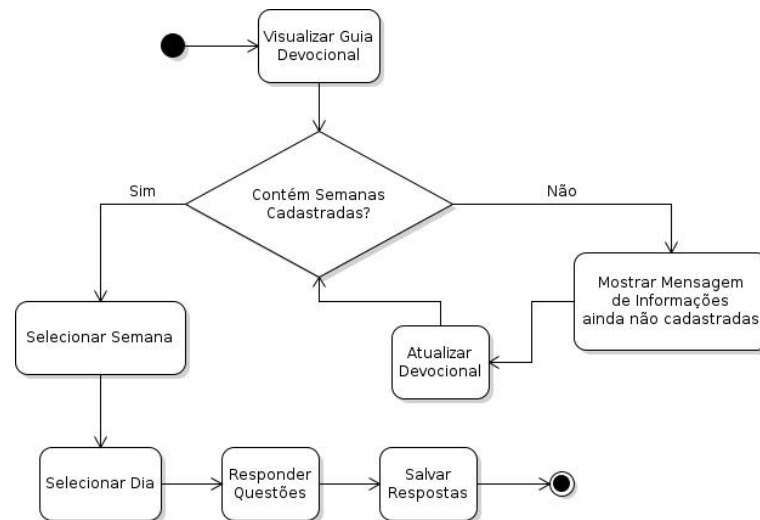 Visualizar Guia
Devocional
Contém Semanas
Cadastradas?
Sim
Não
Mostrar Mensagem
de Informações
ainda não cadastradas
Atualizar
Devocional
Selecionar Semana
Selecionar Dia
Responder
Questões
Salvar
Respostas